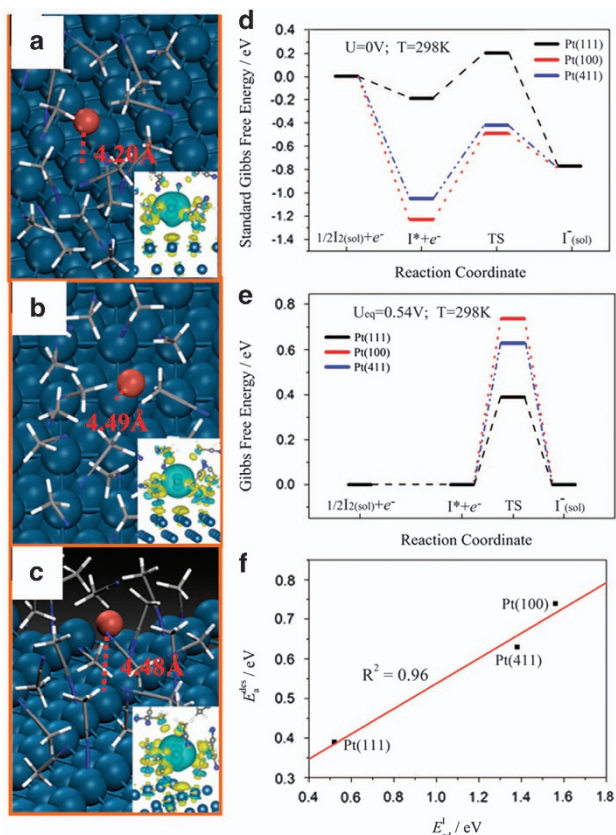 a
4.20Å
b
4.49Å
c
4.48Å
d
U=0V; T=298K
Pt(111)
Pt(100)
Pt(411)
Standard Gibbs Free Energy / eV
0.4
0.2
0.0
-0.2
-0.4
-0.6
-0.8
-1.0
-1.2
-1.4
1/2I2(sol)+e-
I*+e-
TS
I-(sol)
Reaction Coordinate
e
Ueq=0.54V; T=298K
Pt(111)
Pt(100)
Pt(411)
Gibbs Free Energy / eV
0.8
0.6
0.4
0.2
0.0
1/2I2(sol)+e-
I*+e-
TS
I-(sol)
Reaction Coordinate
f
Pt(100)
Pt(411)
R² = 0.96
Pt(111)
Eades / eV
0.8
0.7
0.6
0.5
0.4
0.3
0.4
0.6
0.8
1.0
1.2
1.4
1.6
1.8
/ eV